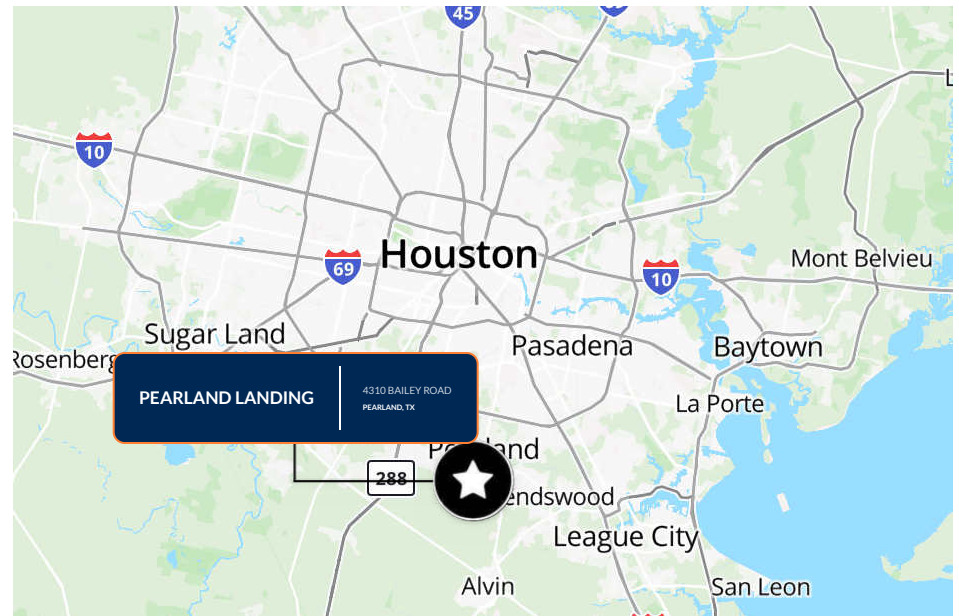 45
10
Houston
69
10
Mont Belvieu
Sugar Land
Pasadena
Baytown
Rosenberg
PEARLAND LANDING
4310 BAILEY ROAD
PEARLAND, TX
La Porte
288
League City
Alvin
San Leon